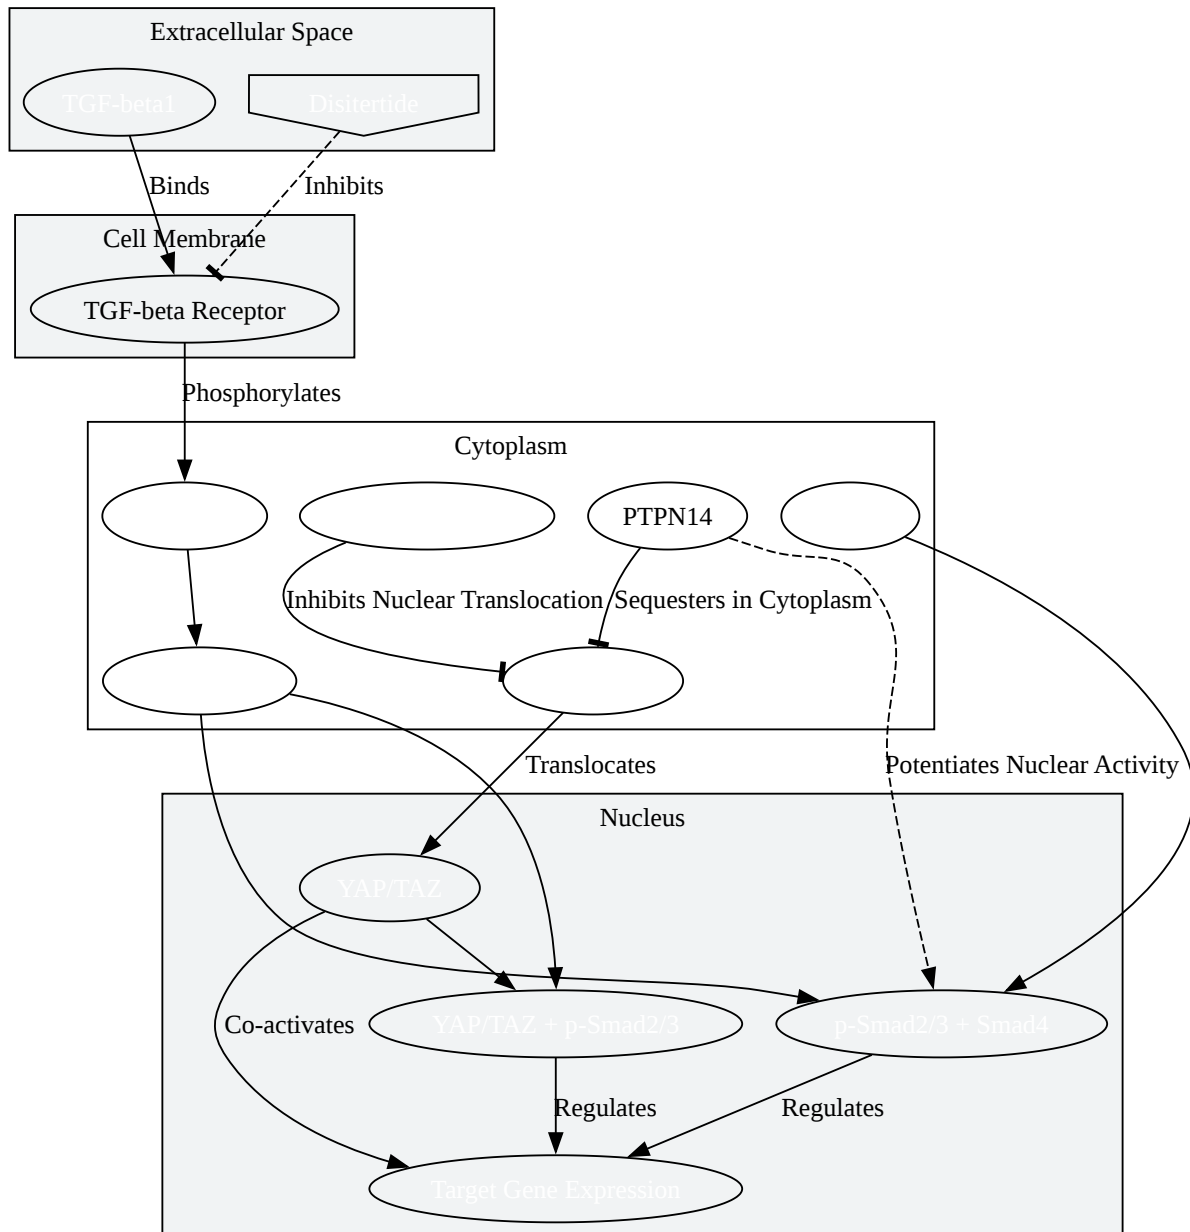 Extracellular Space
TGF-beta1
Disitertide
Binds
Inhibits
Cell Membrane
TGF-beta Receptor
Phosphorylates
Cytoplasm
PTPN14
Inhibits Nuclear Translocation
Sequesters in Cytoplasm
Translocates
Potentiates Nuclear Activity
Nucleus
YAP/TAZ
Co-activates
YAP/TAZ + p-Smad2/3
p-Smad2/3 + Smad4
Regulates
Regulates
Target Gene Expression